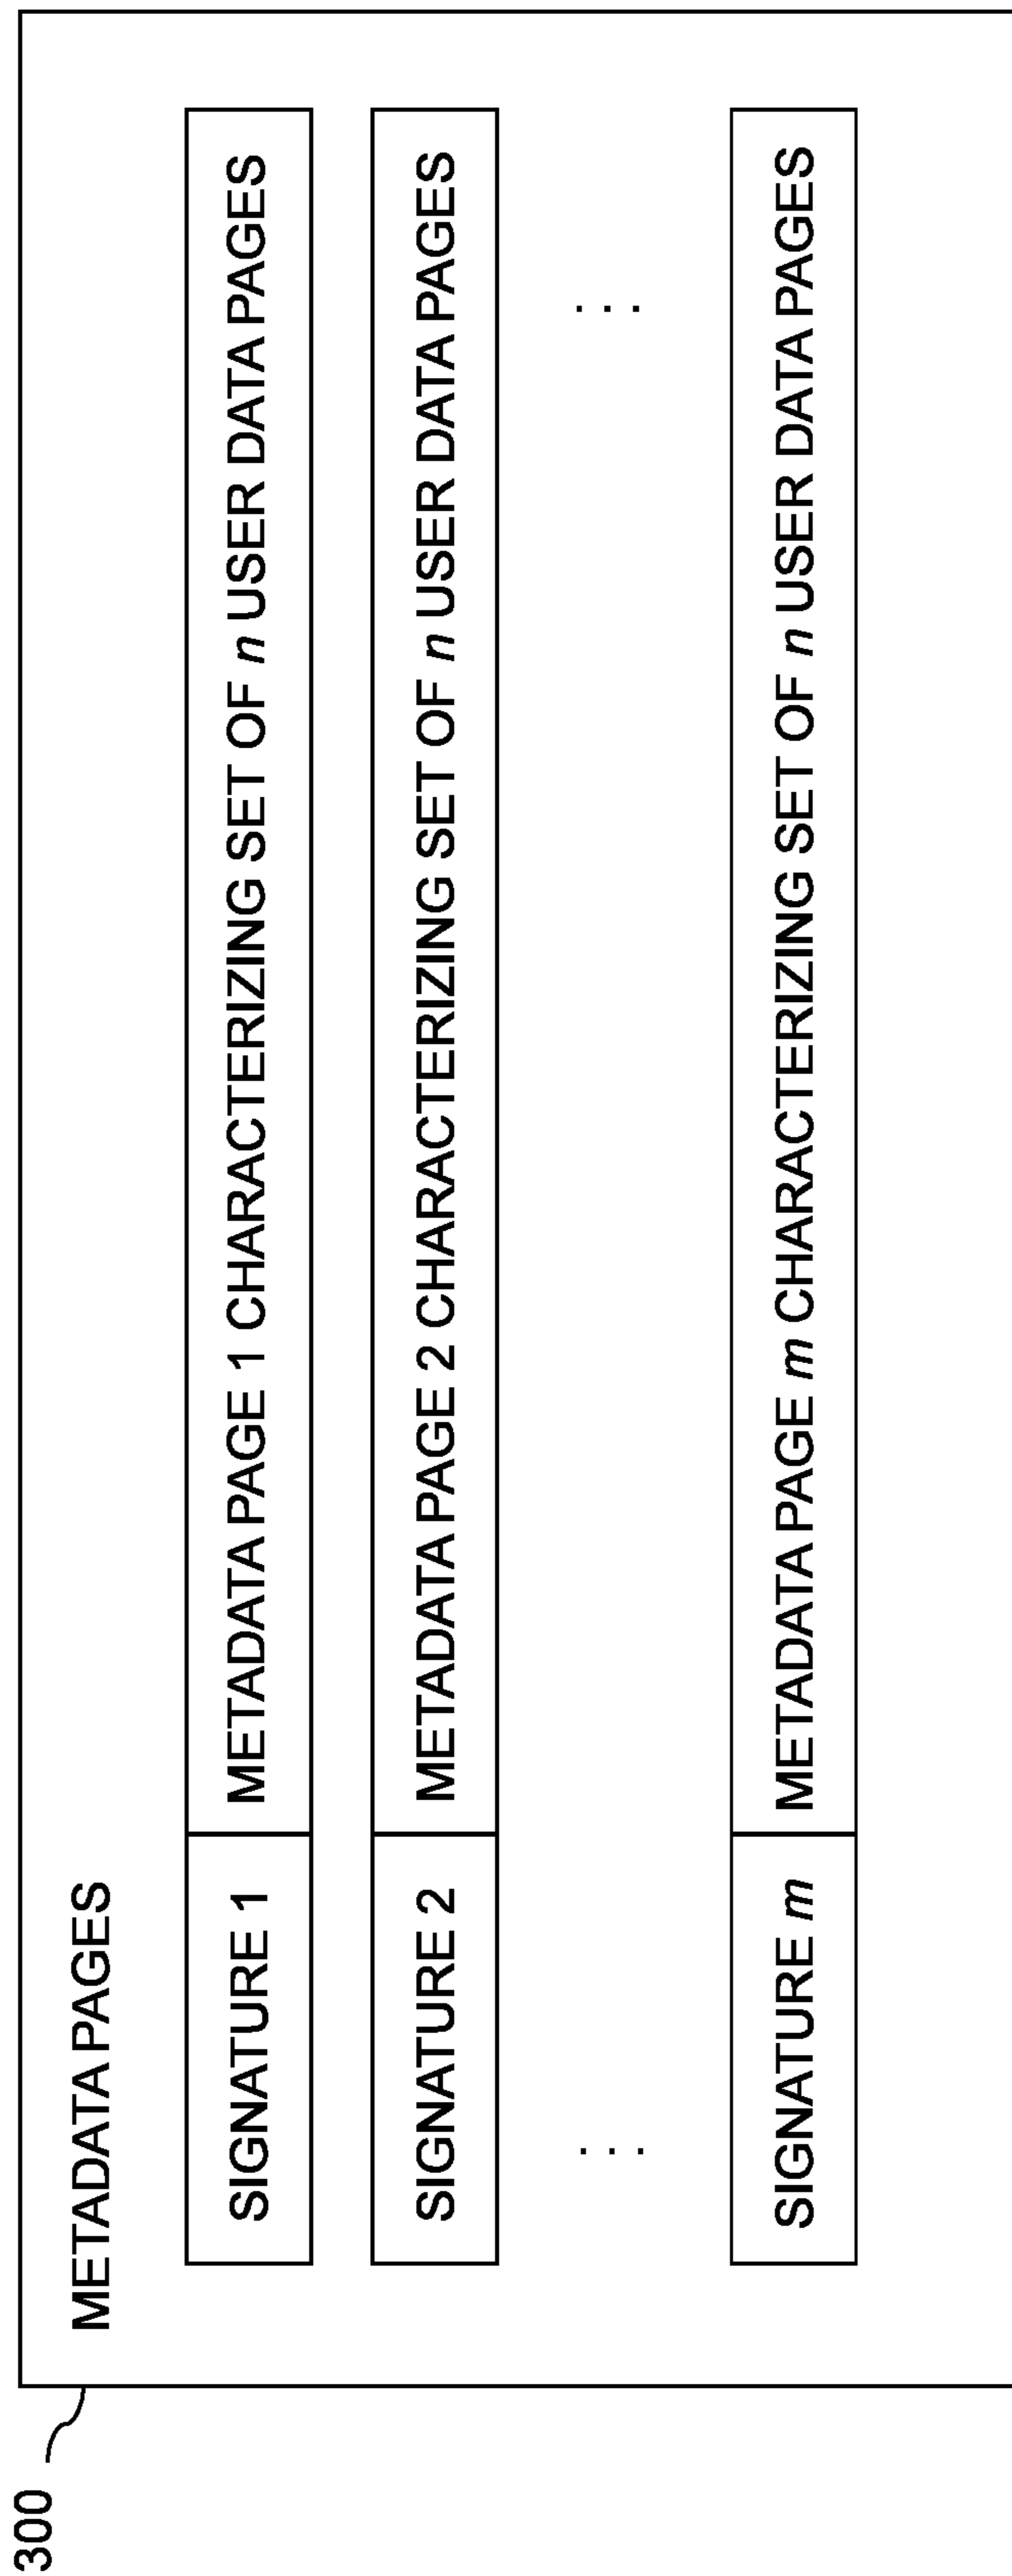 300
METADATA PAGES
SIGNATURE 1 METADATA PAGE 1 CHARACTERIZING SET OF n USER DATA PAGES
SIGNATURE 2 METADATA PAGE 2 CHARACTERIZING SET OF n USER DATA PAGES
... ...
SIGNATURE m METADATA PAGE m CHARACTERIZING SET OF n USER DATA PAGES